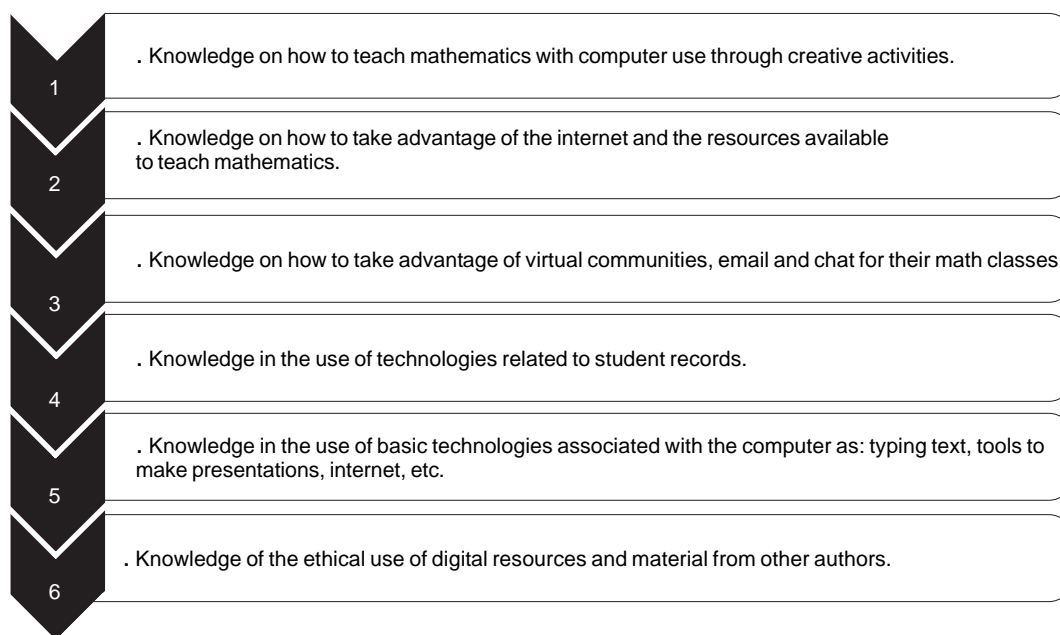 1
. Knowledge on how to teach mathematics with computer use through creative activities.
2
. Knowledge on how to take advantage of the internet and the resources available
to teach mathematics.
3
. Knowledge on how to take advantage of virtual communities, email and chat for their math classes
4
. Knowledge in the use of technologies related to student records.
5
. Knowledge in the use of basic technologies associated with the computer as: typing text, tools to
make presentations, internet, etc.
6
. Knowledge of the ethical use of digital resources and material from other authors.